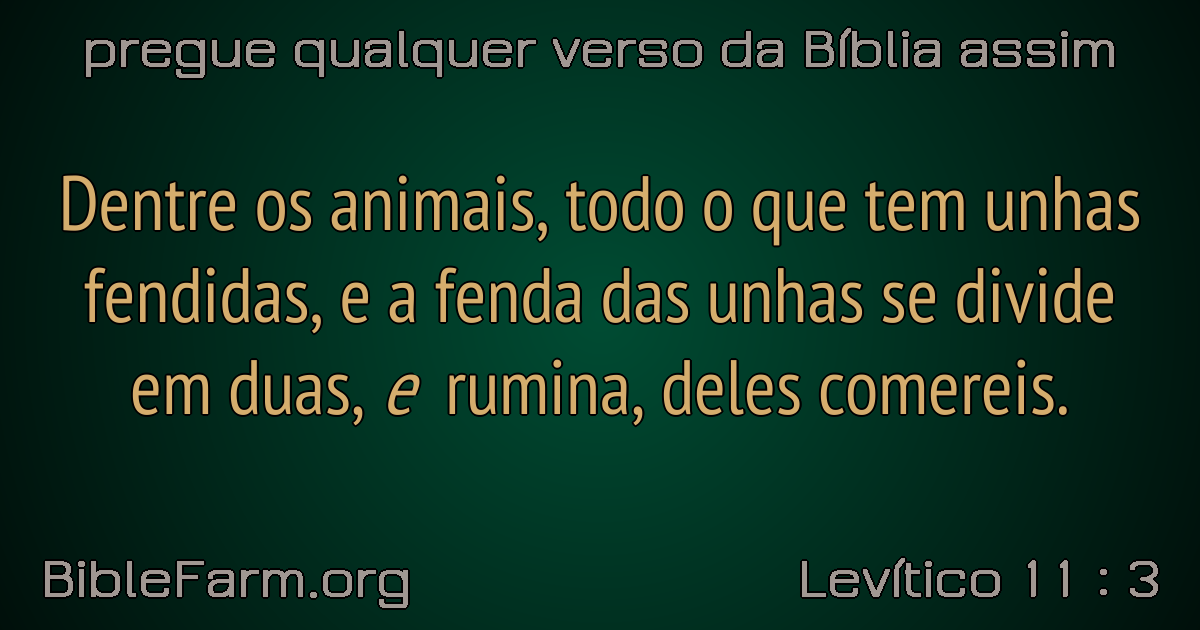 pregue qualquer verso da Bíblia assim
Dentre os animais, todo o que tem unhas
fendidas, e a fenda das unhas se divide
em duas, e rumina, deles comereis.
BibleFarm.org
Levítico 11 : 3